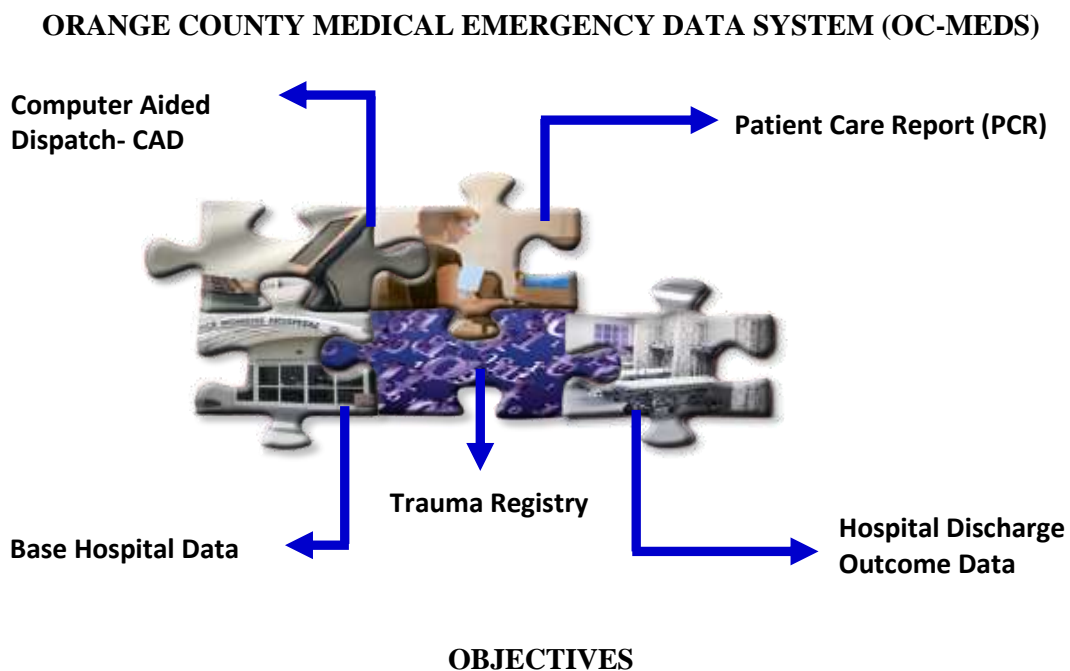 ORANGE COUNTY MEDICAL EMERGENCY DATA SYSTEM (OC-MEDS)
Computer Aided
Dispatch- CAD
Patient Care Report (PCR)
HOSPITAL
Trauma Registry
Base Hospital Data
Hospital Discharge
Outcome Data
OBJECTIVES